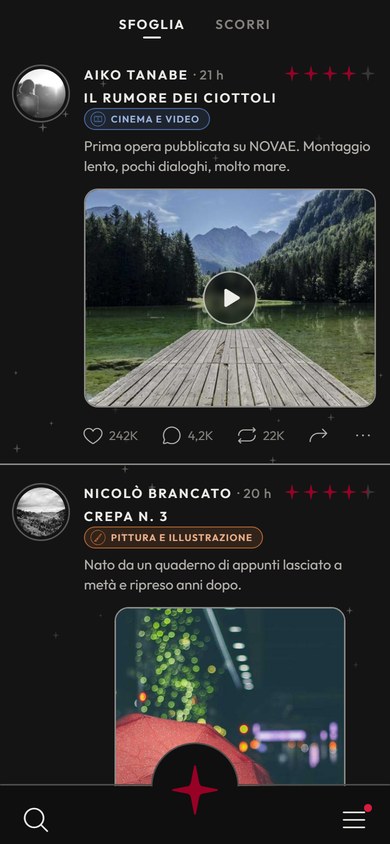 SFOGLIA SCORRI
AIKO TANABE · 21 h
IL RUMORE DEI CIOTTOLI
CINEMA E VIDEO
Prima opera pubblicata su NOVAE. Montaggio
lento, pochi dialoghi, molto mare.
242K 4,2K 22K
NICOLÒ BRANCATO · 20 h
CREPA N. 3
PITTURA E ILLUSTRAZIONE
Nato da un quaderno di appunti lasciato a
metà e ripreso anni dopo.